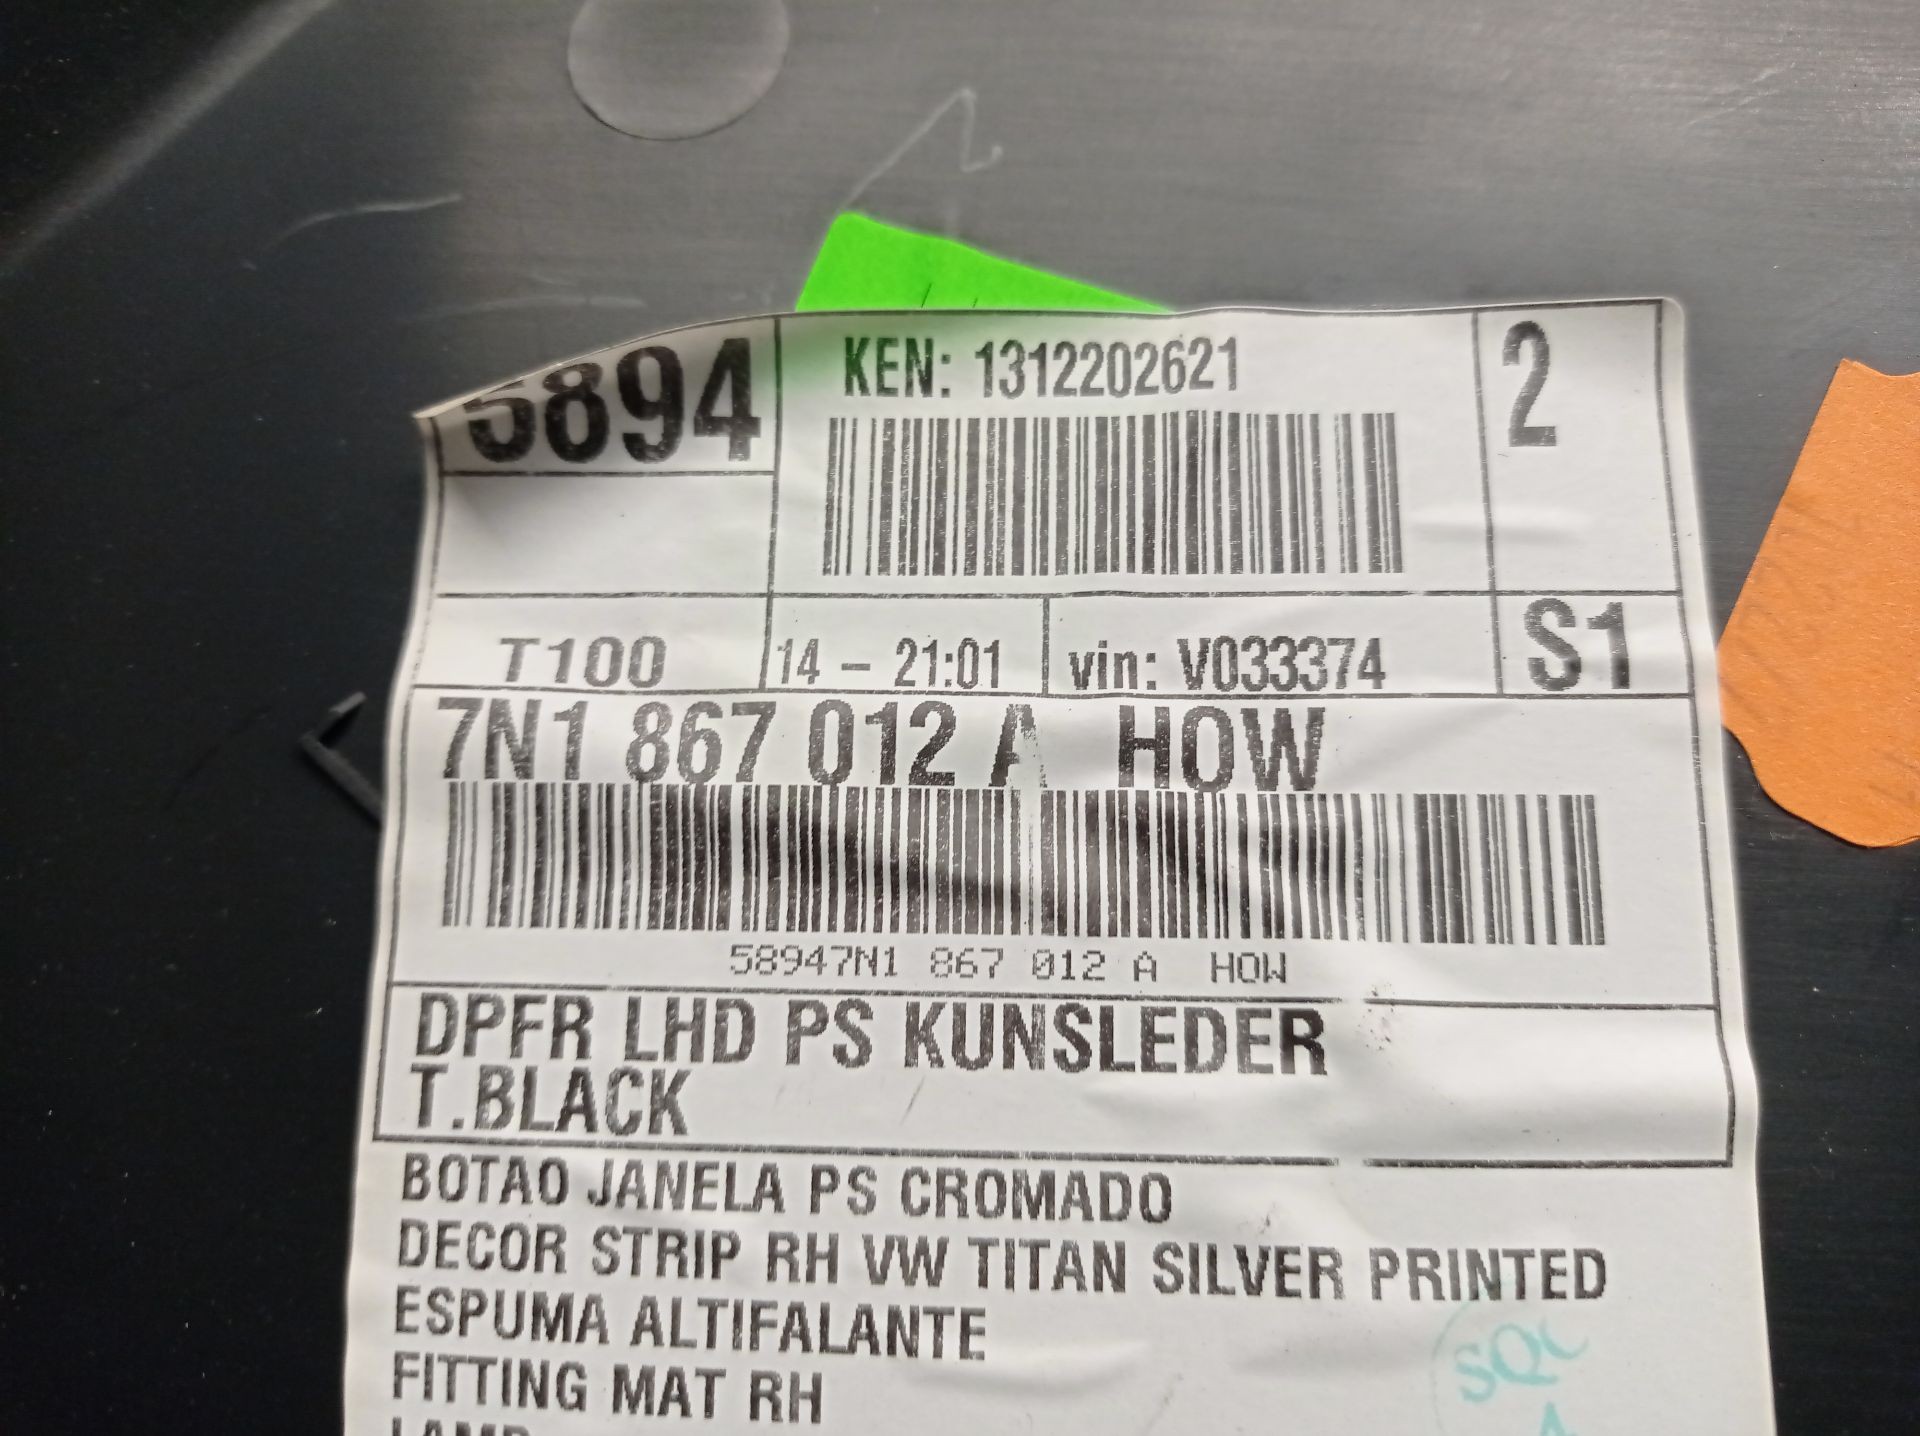 5894
KEN: 1312202621
2
T100
14 – 21:01
vin: V033374
S1
7N1 867 012 A HOW
58947N1 867 012 A HOW
DPFR LHD PS KUNSLEDER
T.BLACK
BOTAO JANELA PS CROMADO
DECOR STRIP RH VW TITAN SILVER PRINTED
ESPUMA ALTIFALANTE
FITTING MAT RH